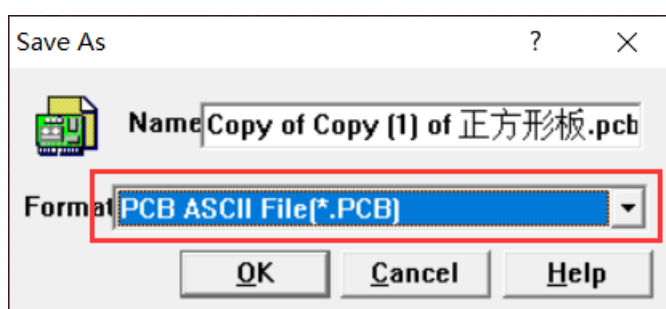 Save As
Name Copy of Copy (1) of 正方形板.pcb
Format PCB ASCII File(*.PCB)
OK Cancel Help